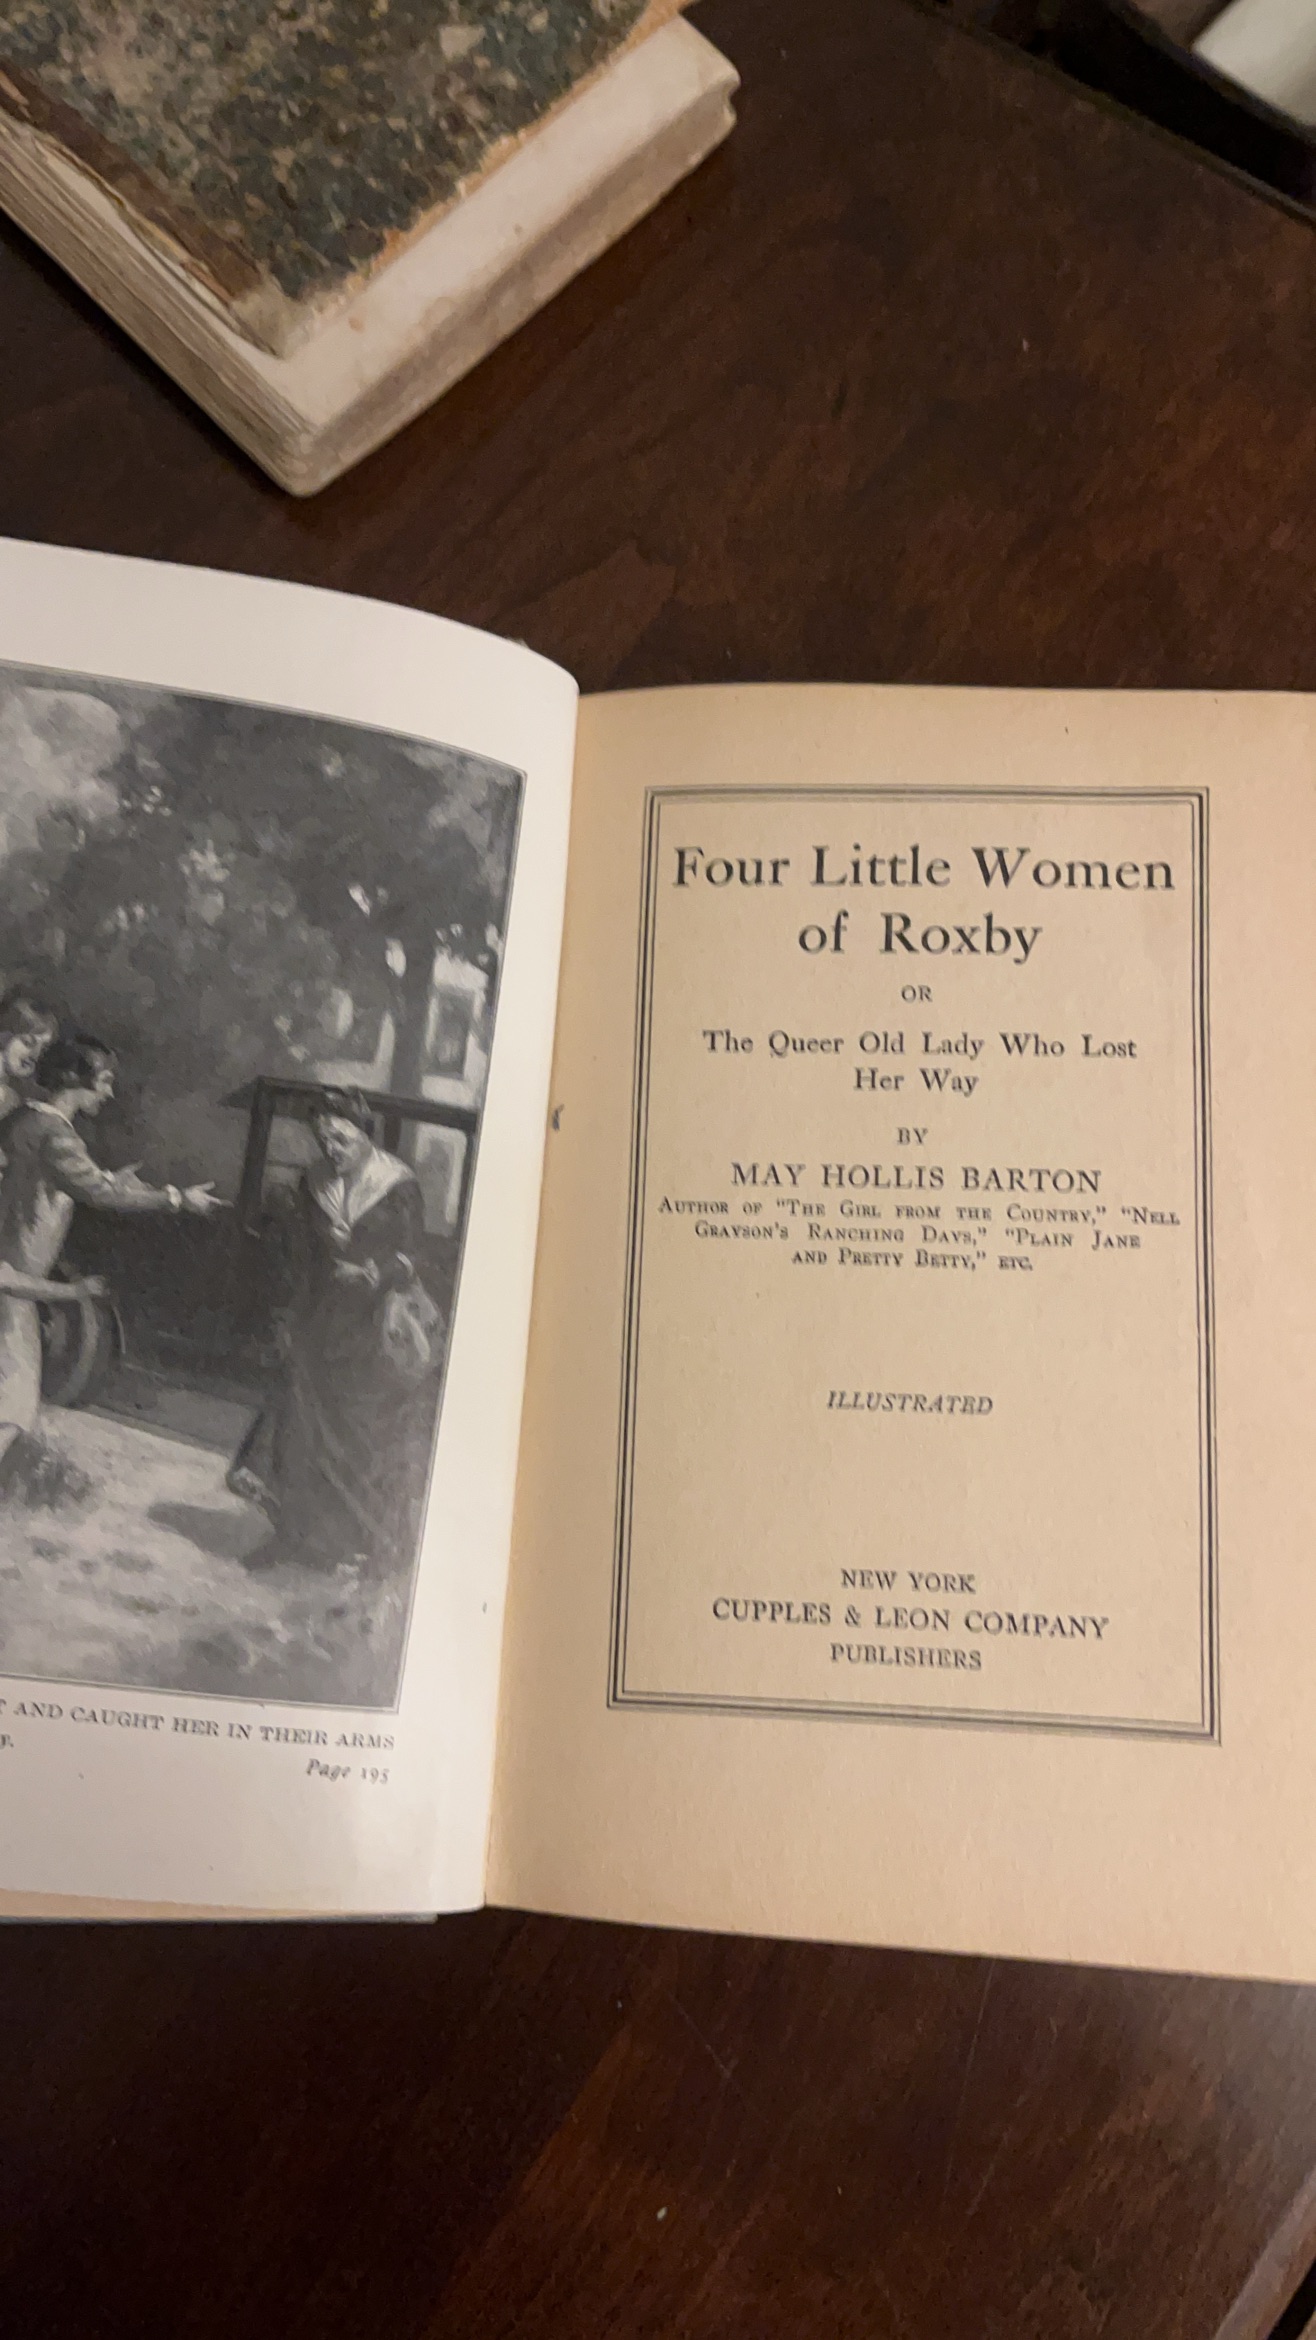 T AND CAUGHT HER IN THEIR ARMS
y.
Page 195
Four Little Women
of Roxby
OR
The Queer Old Lady Who Lost
Her Way
BY
MAY HOLLIS BARTON
AUTHOR OF "THE GIRL FROM THE COUNTRY," "NELL
GRAYSON'S RANCHING DAYS," "PLAIN JANE
AND PRETTY BETTY," ETC.
ILLUSTRATED
NEW YORK
CUPPLES & LEON COMPANY
PUBLISHERS